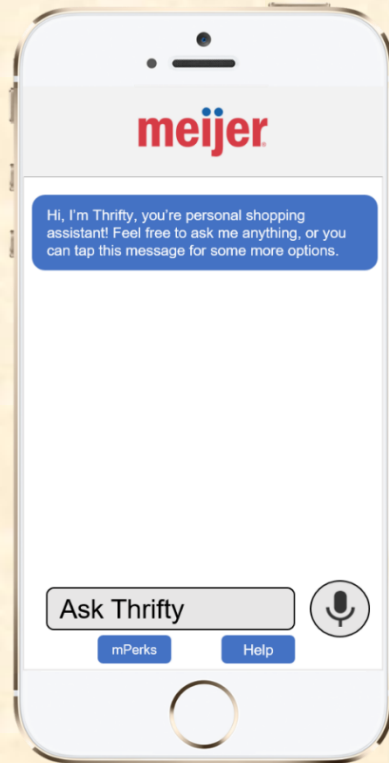 meijer
Hi, I'm Thrifty, you're personal shopping
assistant! Feel free to ask me anything, or you
can tap this message for some more options.
Ask Thrifty
mPerks
Help